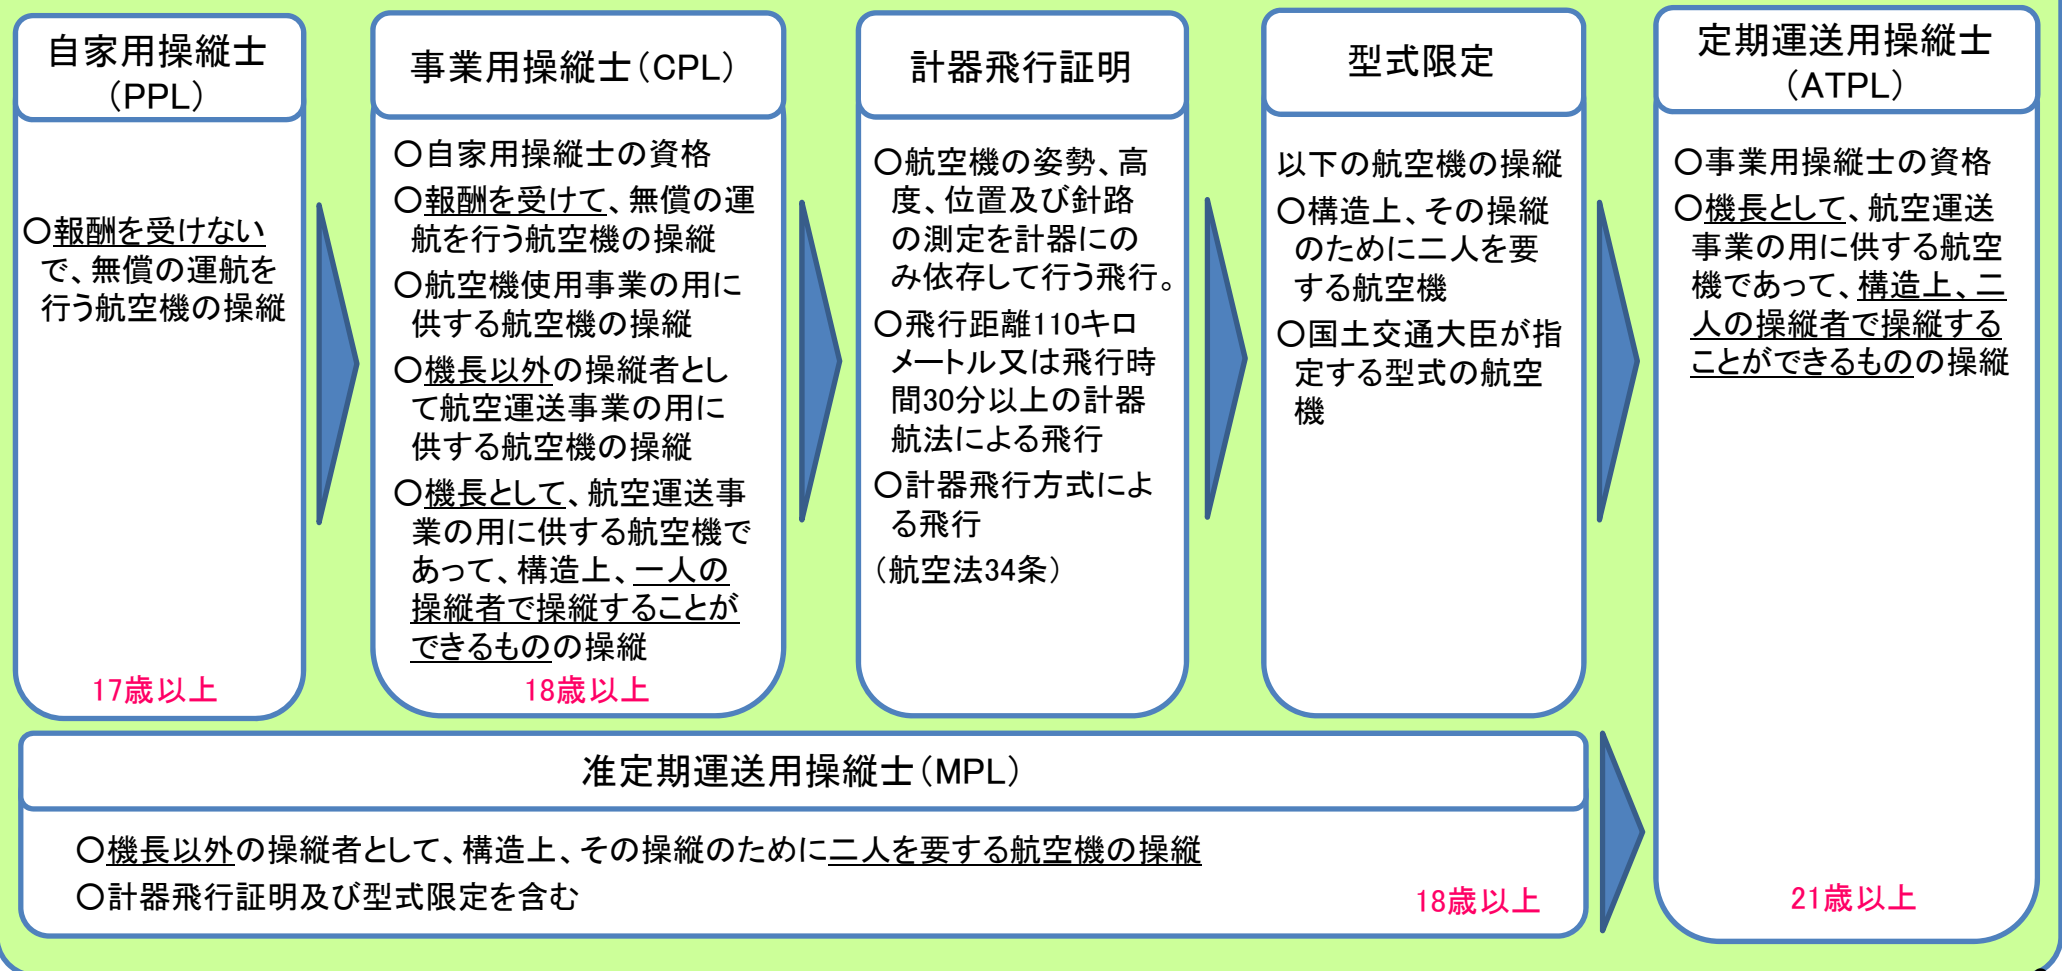 自家用操縦士
(PPL)
〇報酬を受けない
で、無償の運航を
行う航空機の操縦
17歳以上
事業用操縦士(CPL)
〇自家用操縦士の資格
〇報酬を受けて、無償の運
航を行う航空機の操縦
〇航空機使用事業の用に
供する航空機の操縦
〇機長以外の操縦者とし
て航空運送事業の用に
供する航空機の操縦
〇機長として、航空運送事
業の用に供する航空機で
あって、構造上、一人の
操縦者で操縦することが
できるものの操縦
18歳以上
計器飛行証明
〇航空機の姿勢、高
度、位置及び針路
の測定を計器にの
み依存して行う飛行。
〇飛行距離110キロ
メートル又は飛行時
間30分以上の計器
航法による飛行
〇計器飛行方式によ
る飛行
(航空法34条)
型式限定
以下の航空機の操縦
〇構造上、その操縦
のために二人を要
する航空機
〇国土交通大臣が指
定する型式の航空
機
定期運送用操縦士
(ATPL)
〇事業用操縦士の資格
〇機長として、航空運送
事業の用に供する航空
機であって、構造上、二
人の操縦者で操縦する
ことができるものの操縦
21歳以上
准定期運送用操縦士(MPL)
〇機長以外の操縦者として、構造上、その操縦のために二人を要する航空機の操縦
〇計器飛行証明及び型式限定を含む
18歳以上